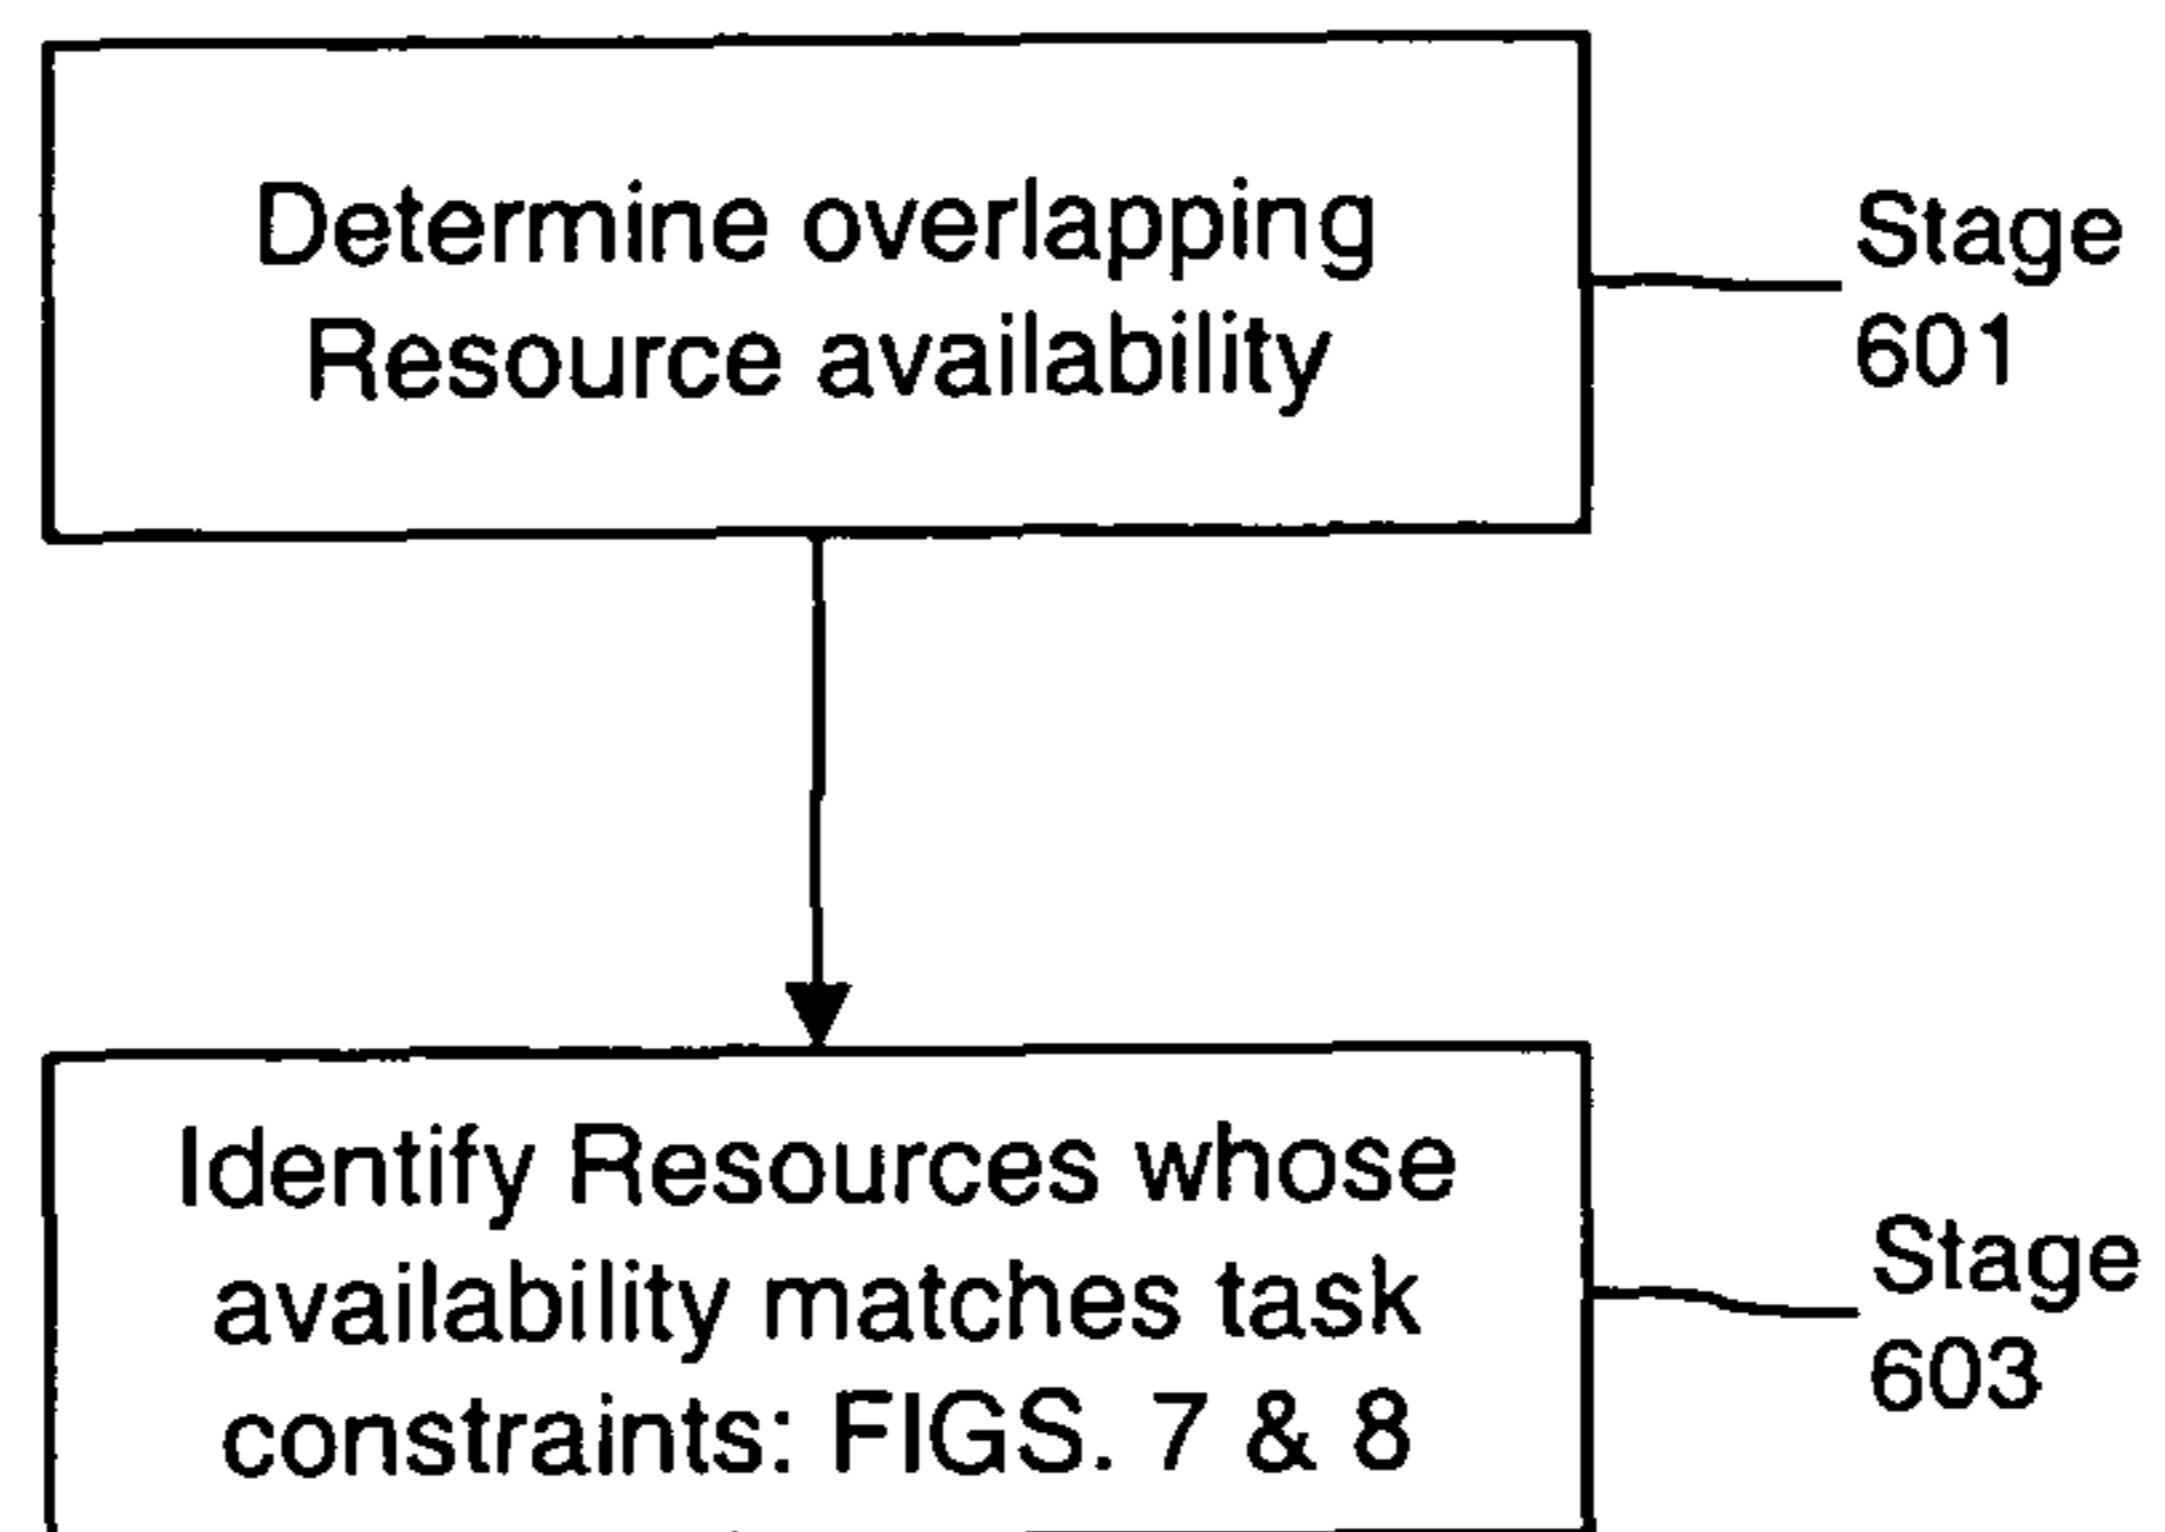 Determine overlapping
Resource availability
Stage
601
Identify Resources whose
availability matches task
constraints: FIGS. 7 & 8
Stage
603